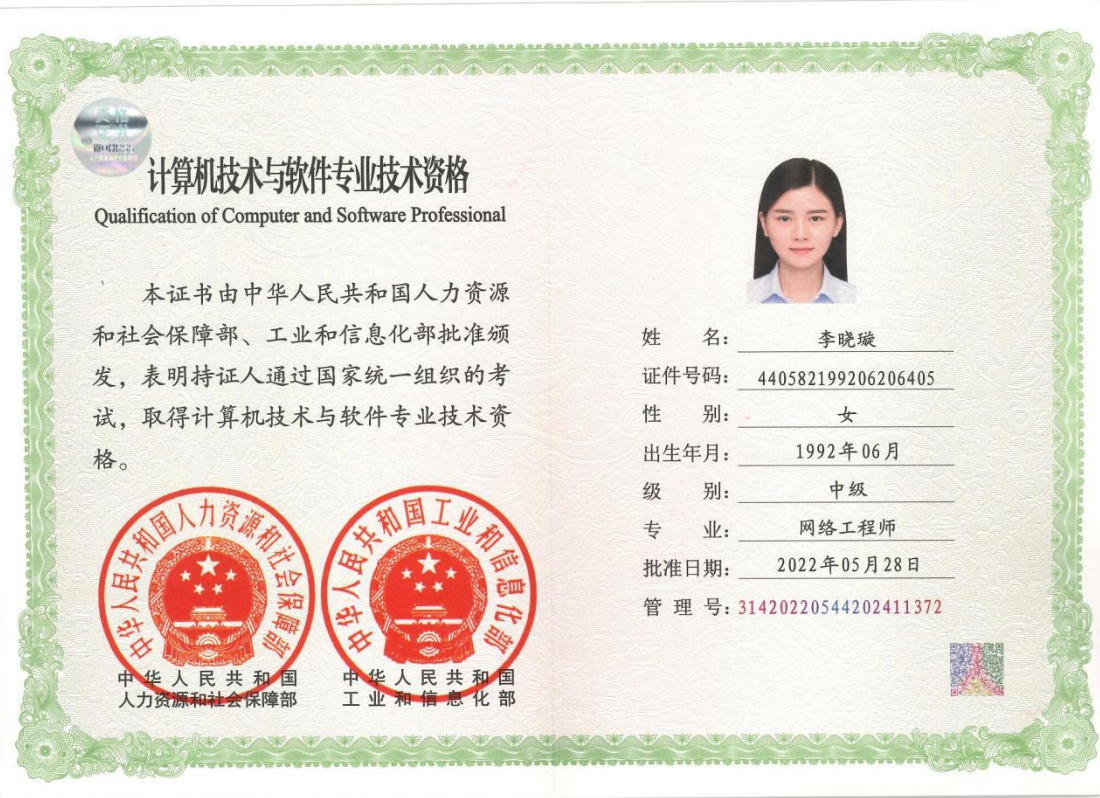 计算机技术与软件专业技术资格
Qualification of Computer and Software Professional
本证书由中华人民共和国人力资源
和社会保障部、工业和信息化部批准颁
发，表明持证人通过国家统一组织的考
试，取得计算机技术与软件专业技术资
格。
中华人民共和国人力资源和社会保障部
中华人民共和国工业和信息化部
中华人民共和国
人力资源和社会保障部
中华人民共和国
工业和信息化部
姓 名：李晓璇
证件号码：440582199206206405
性 别：女
出生年月：1992年06月
级 别：中级
专 业：网络工程师
批准日期：2022年05月28日
管 理 号：31420220544202411372